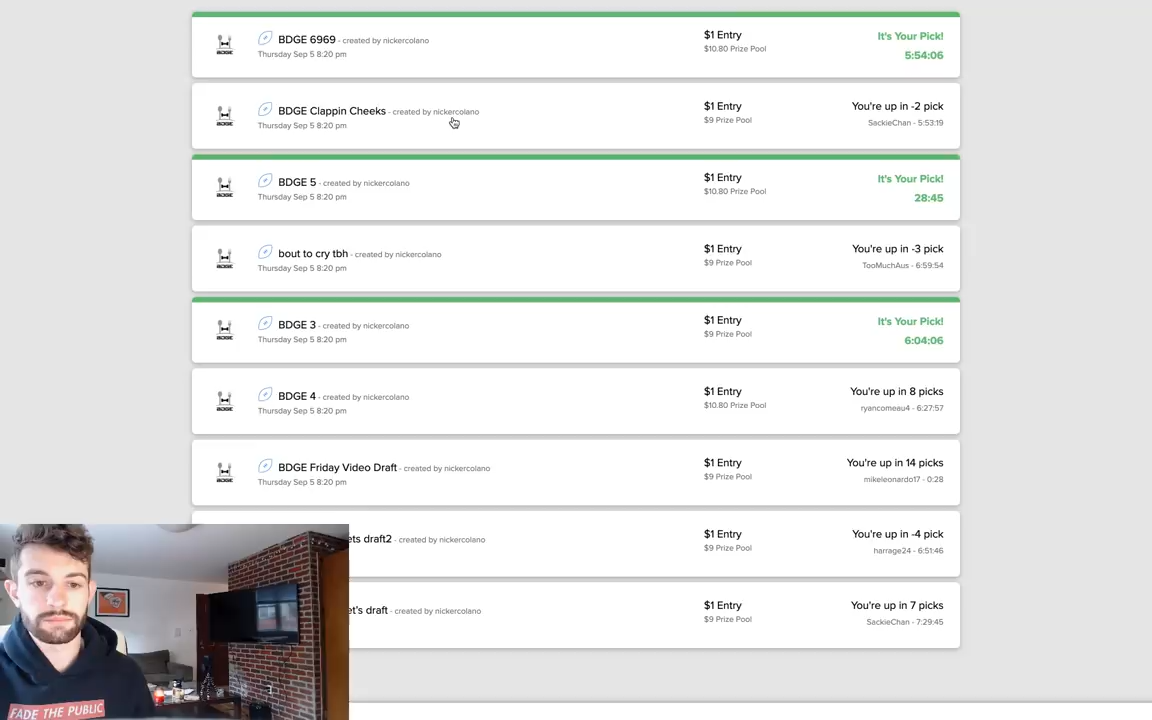 BDGE 6969 - created by nickercolano
Thursday Sep 5 8:20 pm
$1 Entry
$10.80 Prize Pool
It's Your Pick!
5:54:06
BDGE
BDGE Clappin Cheeks - created by nickercolano
Thursday Sep 5 8:20 pm
$1 Entry
$9 Prize Pool
You're up in -2 pick
SackieChan - 5:53:19
BDGE
BDGE 5 - created by nickercolano
Thursday Sep 5 8:20 pm
$1 Entry
$10.80 Prize Pool
It's Your Pick!
28:45
BDGE
bout to cry tbh - created by nickercolano
Thursday Sep 5 8:20 pm
$1 Entry
$9 Prize Pool
You're up in -3 pick
TooMuchAus - 6:59:54
BDGE
BDGE 3 - created by nickercolano
Thursday Sep 5 8:20 pm
$1 Entry
$9 Prize Pool
It's Your Pick!
6:04:06
BDGE
BDGE 4 - created by nickercolano
Thursday Sep 5 8:20 pm
$1 Entry
$10.80 Prize Pool
You're up in 8 picks
ryancomeau4 - 6:27:57
BDGE
BDGE Friday Video Draft - created by nickercolano
Thursday Sep 5 8:20 pm
$1 Entry
$9 Prize Pool
You're up in 14 picks
mikeleonardo17 - 0:28
BDGE
ets draft2 - created by nickercolano
$1 Entry
$9 Prize Pool
You're up in -4 pick
harrage24 - 6:51:46
et's draft - created by nickercolano
$1 Entry
$9 Prize Pool
You're up in 7 picks
SackieChan - 7:29:45
FADE THE PUBLIC